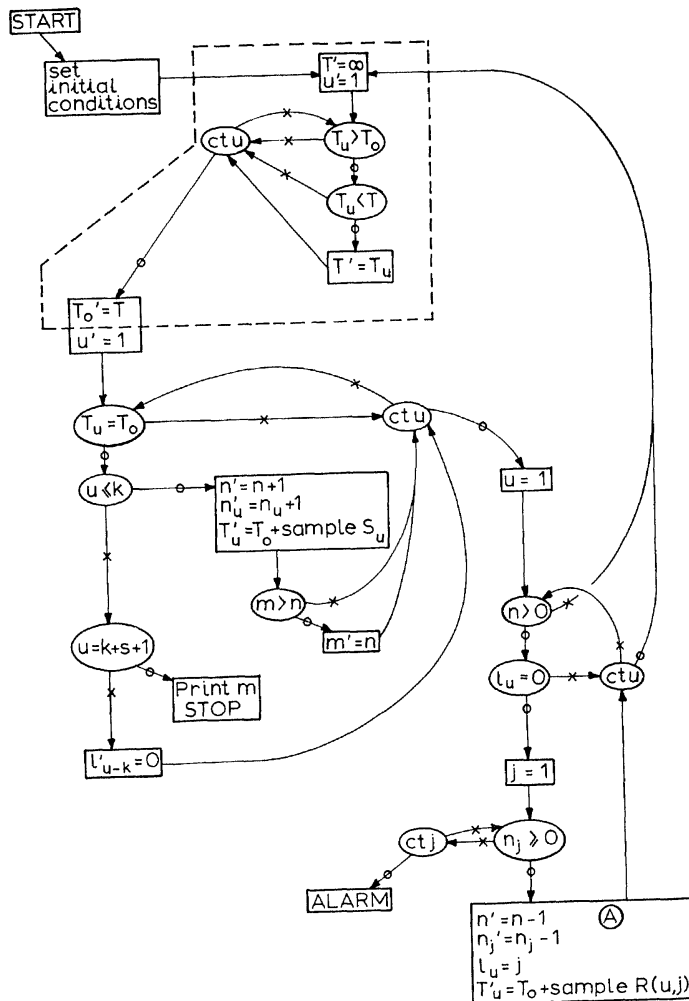 START
set
initial
conditions
T' = ∞
u' = 1
ctu
T_u > T_o
T_u < T
T' = T_u
T_o' = T
u' = 1
T_u = T_o
ctu
u ⩽ k
n' = n+1
n'_u = n_u+1
T'_u = T_o + sample S_u
u = 1
m > n
m' = n
n > 0
u = k+s+1
Print m
STOP
l_u = 0
ctu
l'_u-k = 0
j = 1
ctj
n_j ⩾ 0
ALARM
A
n' = n-1
n_j' = n_j - 1
l_u = j
T'_u = T_o + sample R(u,j)